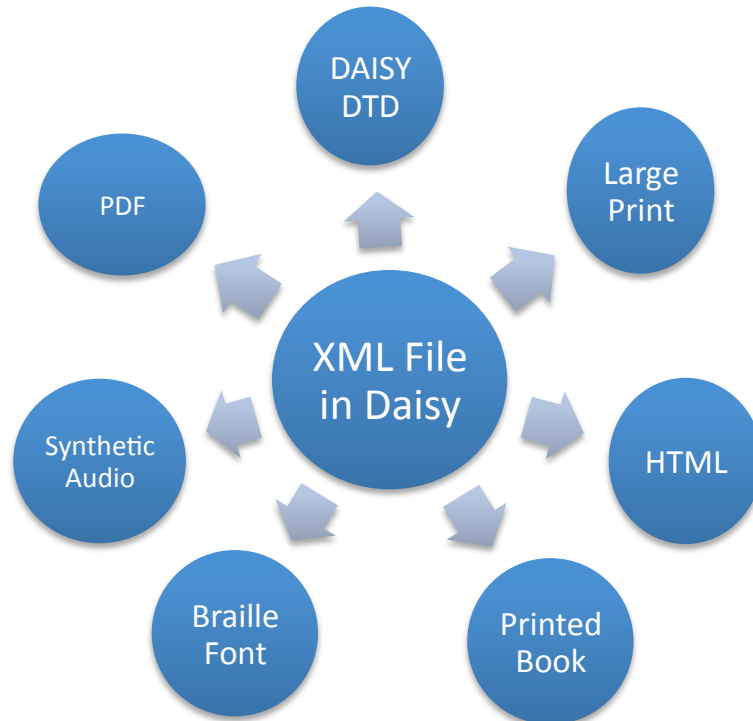 DAISY
DTD
Large
Print
PDF
XML File
in Daisy
Synthetic
Audio
HTML
Braille
Font
Printed
Book